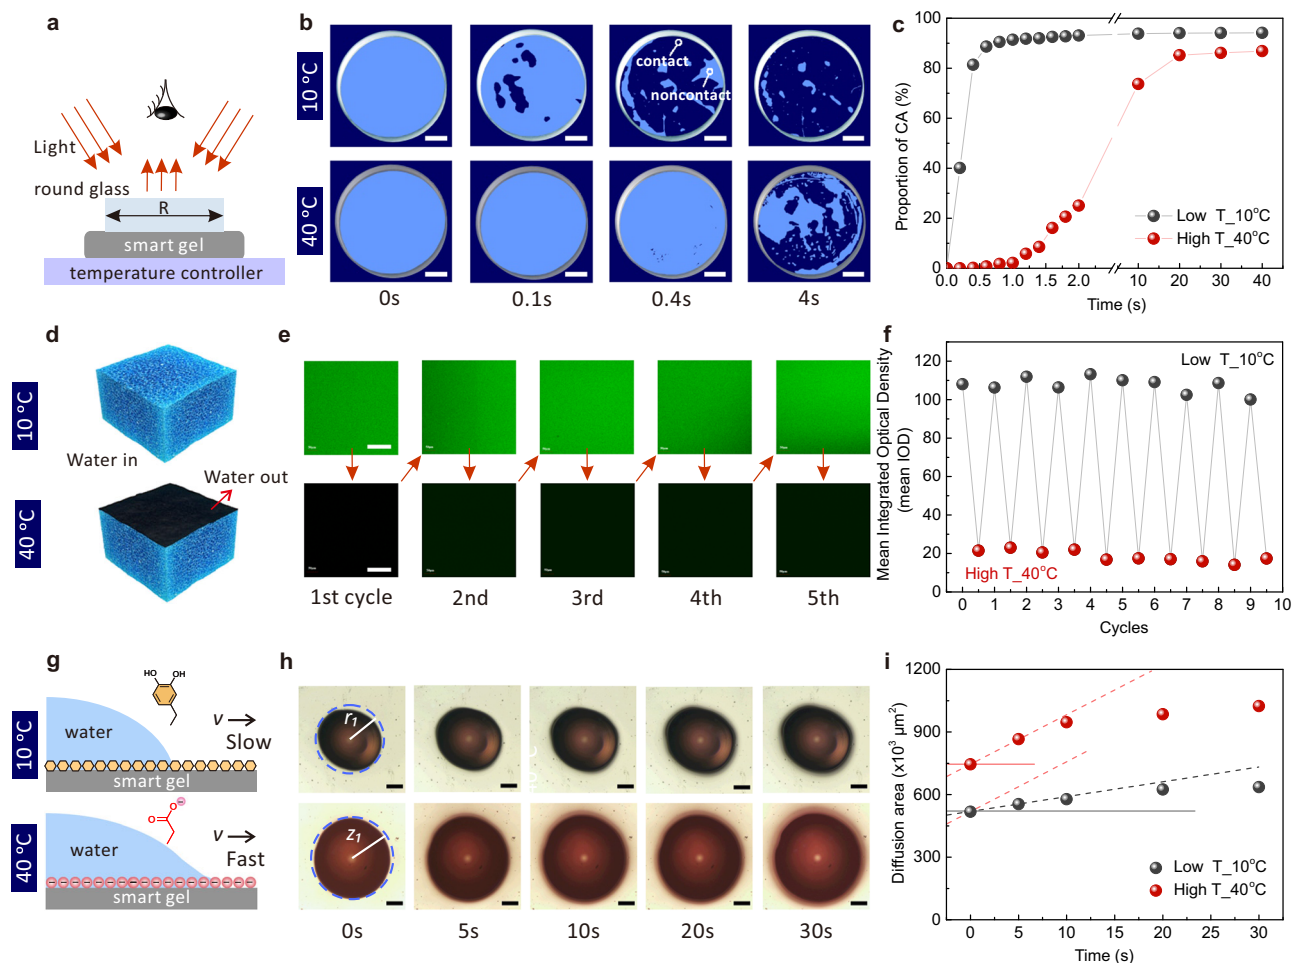 a
Light
round glass
R
smart gel
temperature controller
b
10 °C
contact
noncontact
40 °C
0s
0.1s
0.4s
4s
c
Proportion of CA (%)
100
80
60
40
20
0
Low T_10°C
High T_40°C
0.0
0.5
1.0
1.5
2.0
10
20
30
40
Time (s)
d
10 °C
Water in
Water out
40 °C
e
1st cycle
2nd
3rd
4th
5th
f
Mean Integrated Optical Density
(mean IOD)
120
100
80
60
40
20
0
Low T_10°C
High T_40°C
0
1
2
3
4
5
6
7
8
9
10
Cycles
g
10 °C
HO
OH
water
v
Slow
smart gel
40 °C
O
O
water
v
Fast
smart gel
h
r1
z1
0s
5s
10s
20s
30s
i
Diffusion area (x10³ μm²)
1200
900
600
300
0
Low T_10°C
High T_40°C
0
5
10
20
30
Time (s)